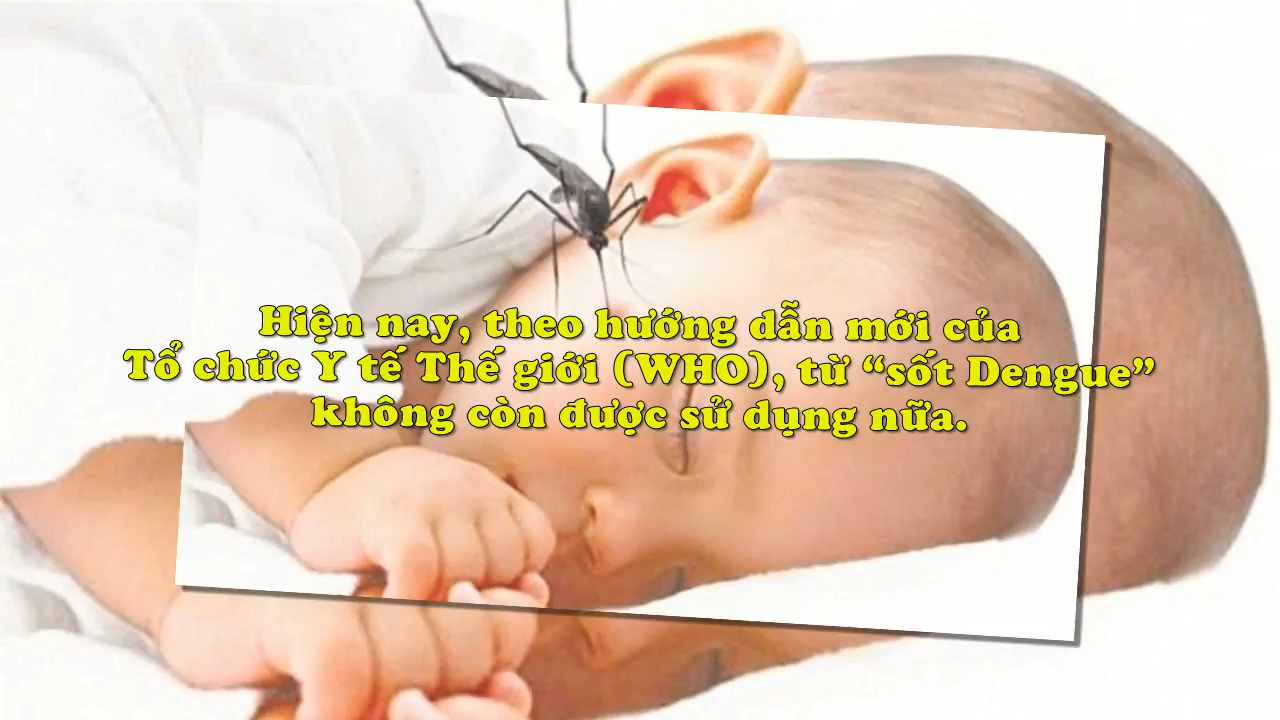 Hiện nay, theo hướng dẫn mới của
Tổ chức Y tế Thế giới (WHO), từ “sốt Dengue”
không còn được sử dụng nữa.